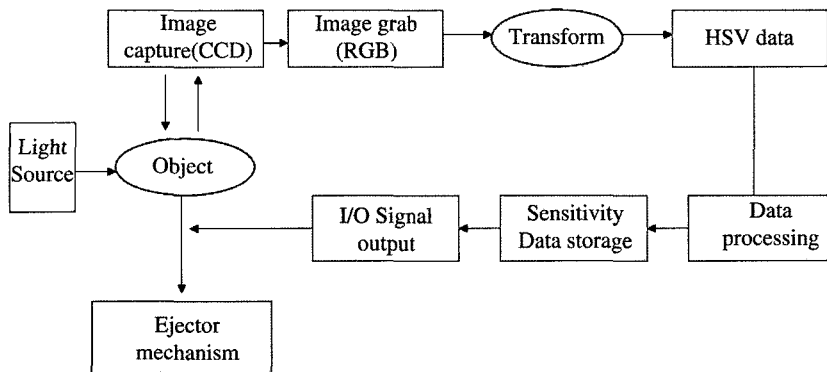 Image
capture(CCD)
Image grab
(RGB)
Transform
HSV data
Light
Source
Object
I/O Signal
output
Sensitivity
Data storage
Data
processing
Ejector
mechanism